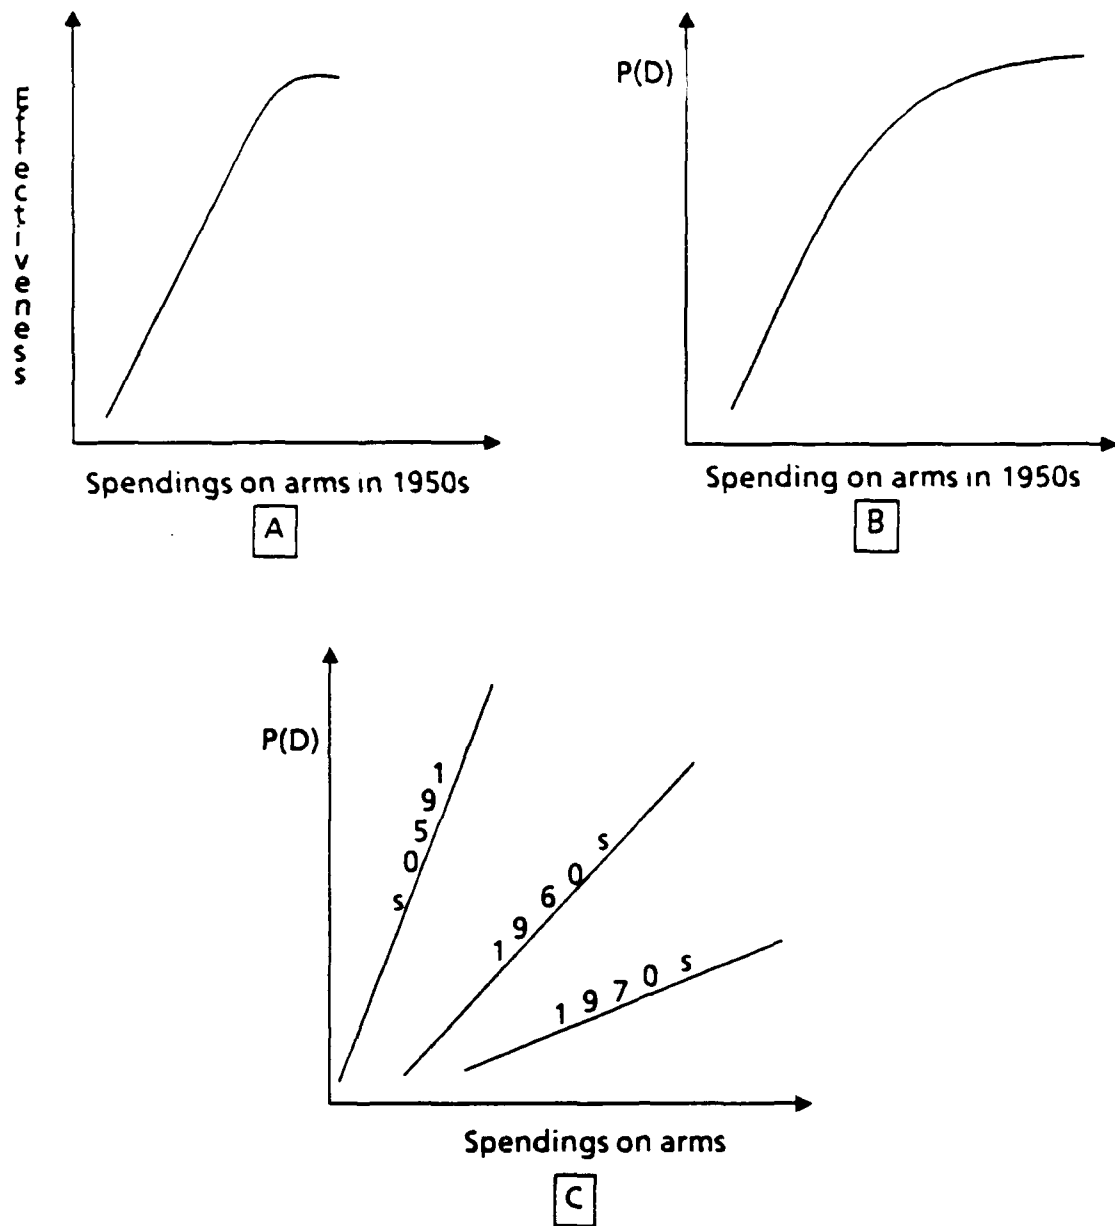 Effectiveness
Spendings on arms in 1950s
A
P(D)
Spending on arms in 1950s
B
P(D)
1950s
1960s
1970s
Spendings on arms
C